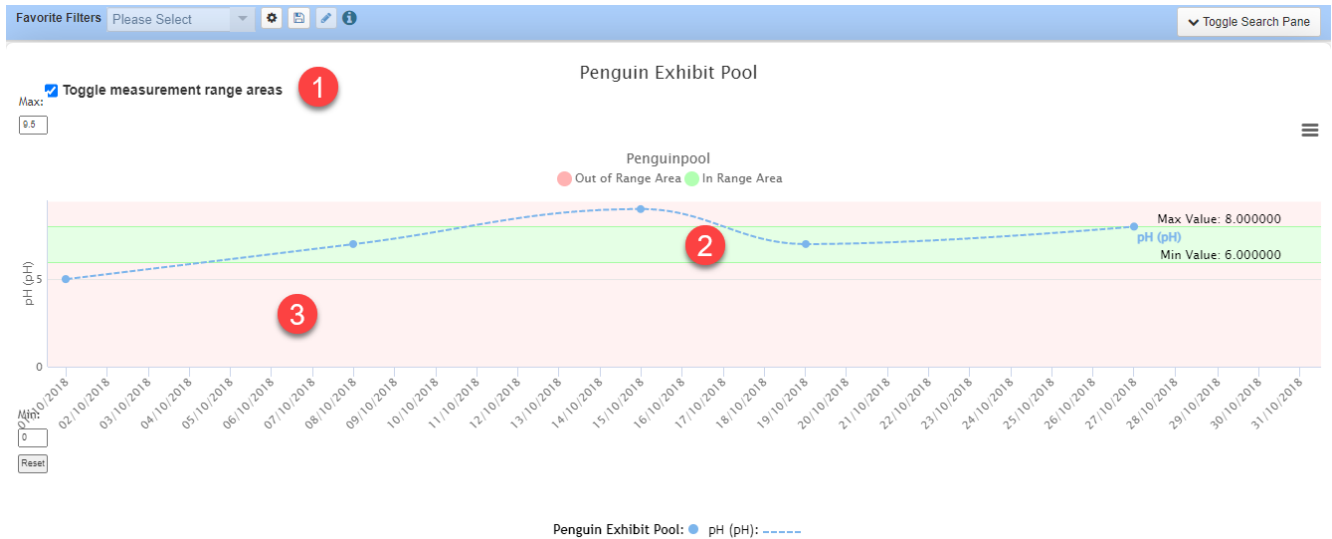 Favorite Filters Please Select Toggle Search Pane
Penguin Exhibit Pool
Toggle measurement range areas 1
Max:
9.5
Penguinpool
Out of Range Area In Range Area
Max Value: 8.000000
pH (pH)
2
Min Value: 6.000000
5
pH (pH)
3
0
01/10/2018 02/10/2018 03/10/2018 04/10/2018 05/10/2018 06/10/2018 07/10/2018 08/10/2018 09/10/2018 10/10/2018 11/10/2018 12/10/2018 13/10/2018 14/10/2018 15/10/2018 16/10/2018 17/10/2018 18/10/2018 19/10/2018 20/10/2018 21/10/2018 22/10/2018 23/10/2018 24/10/2018 25/10/2018 26/10/2018 27/10/2018 28/10/2018 29/10/2018 30/10/2018 31/10/2018
Min:
0
Reset
Penguin Exhibit Pool: pH (pH):